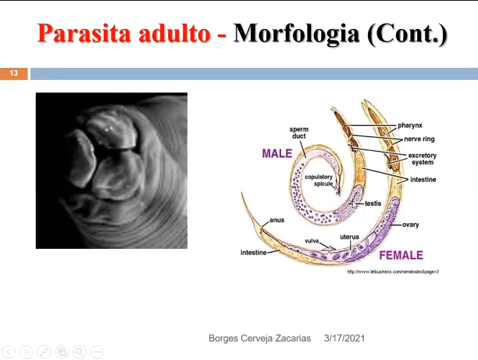 Parasita adulto - Morfologia (Cont.)
13
sperm
duct
MALE
copulatory
spicule
pharynx
nerve ring
excretory
system
intestine
testis
ovary
anus
vulva
uterus
intestine
FEMALE
Borges Cerveja Zacarias 3/17/2021